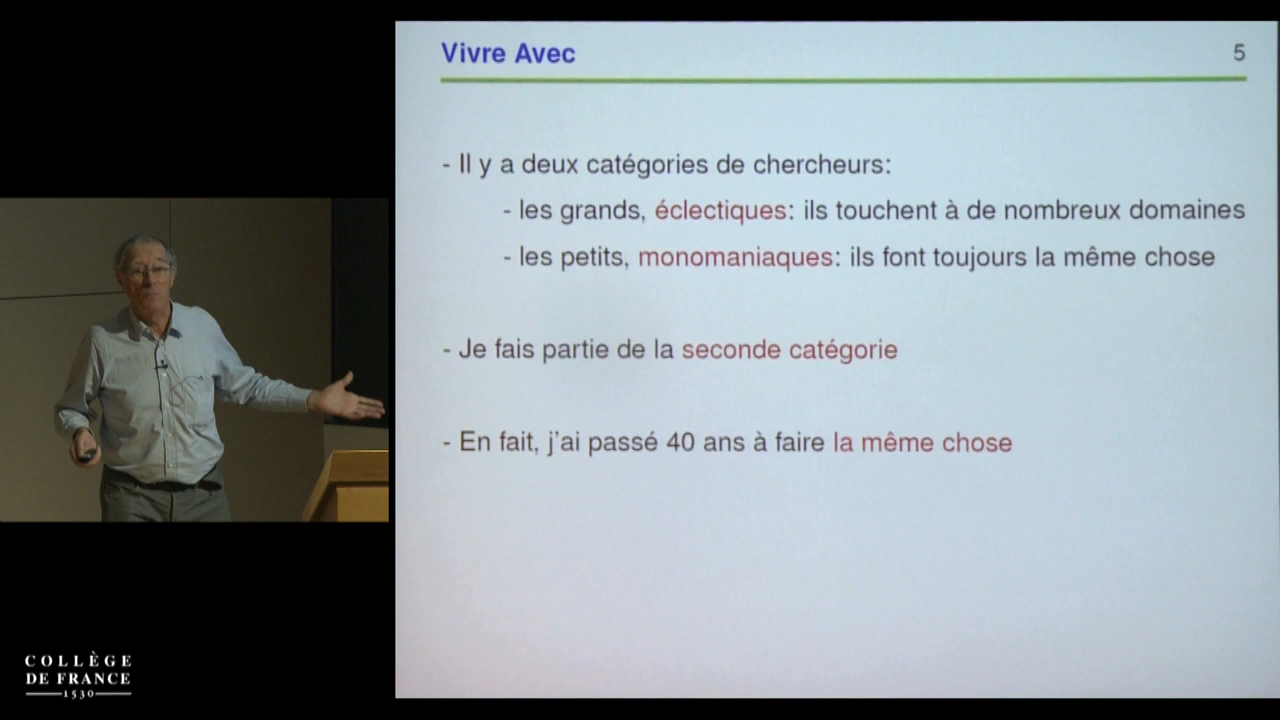 Vivre Avec
5
- Il y a deux catégories de chercheurs:
- les grands, éclectiques: ils touchent à de nombreux domaines
- les petits, monomaniaques: ils font toujours la même chose
- Je fais partie de la seconde catégorie
- En fait, j'ai passé 40 ans à faire la même chose
COLLÈGE
DE FRANCE
1530